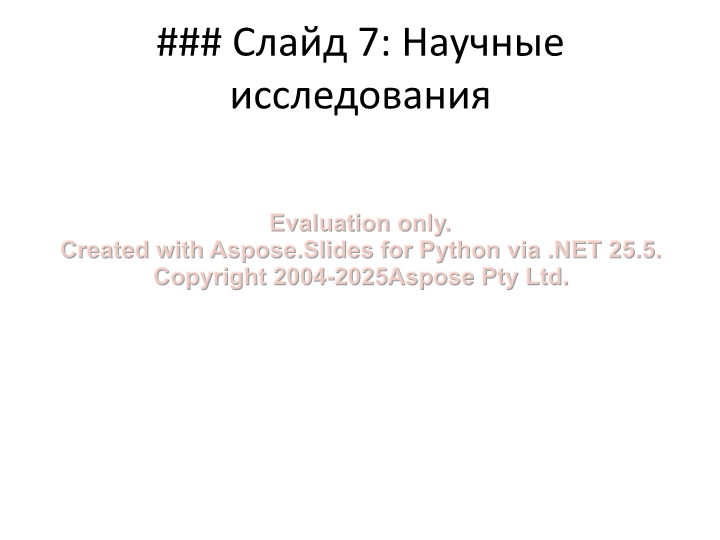 ### Слайд 7: Научные
исследования
Evaluation only.
Created with Aspose.Slides for Python via .NET 25.5.
Copyright 2004-2025Aspose Pty Ltd.